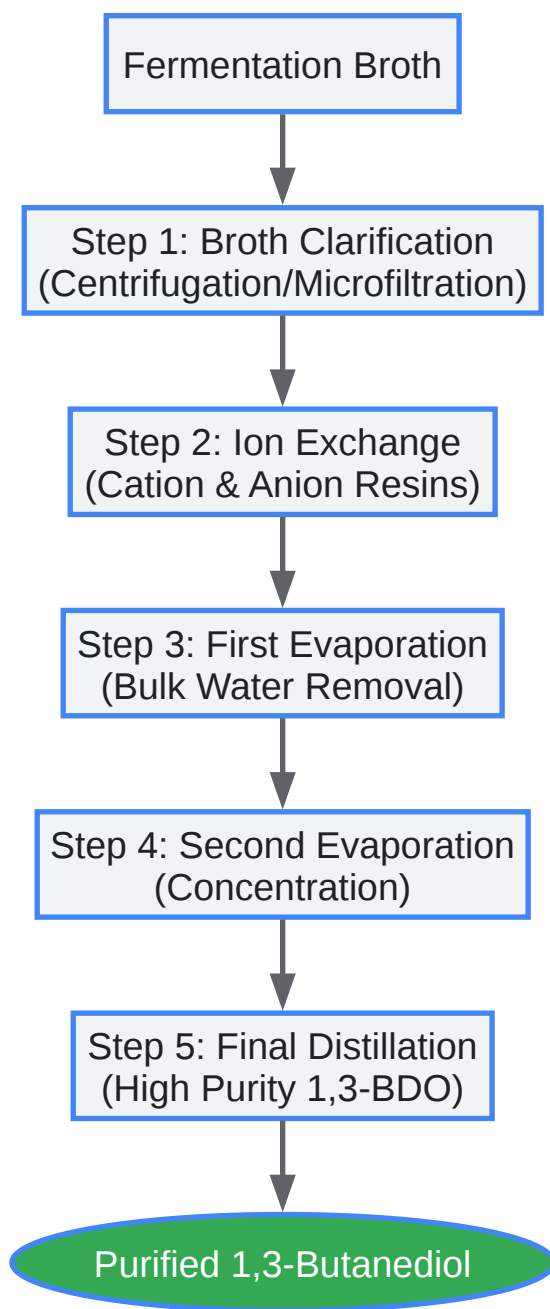 Fermentation Broth
Step 1: Broth Clarification
(Centrifugation/Microfiltration)
Step 2: Ion Exchange
(Cation & Anion Resins)
Step 3: First Evaporation
(Bulk Water Removal)
Step 4: Second Evaporation
(Concentration)
Step 5: Final Distillation
(High Purity 1,3-BDO)
Purified 1,3-Butanediol